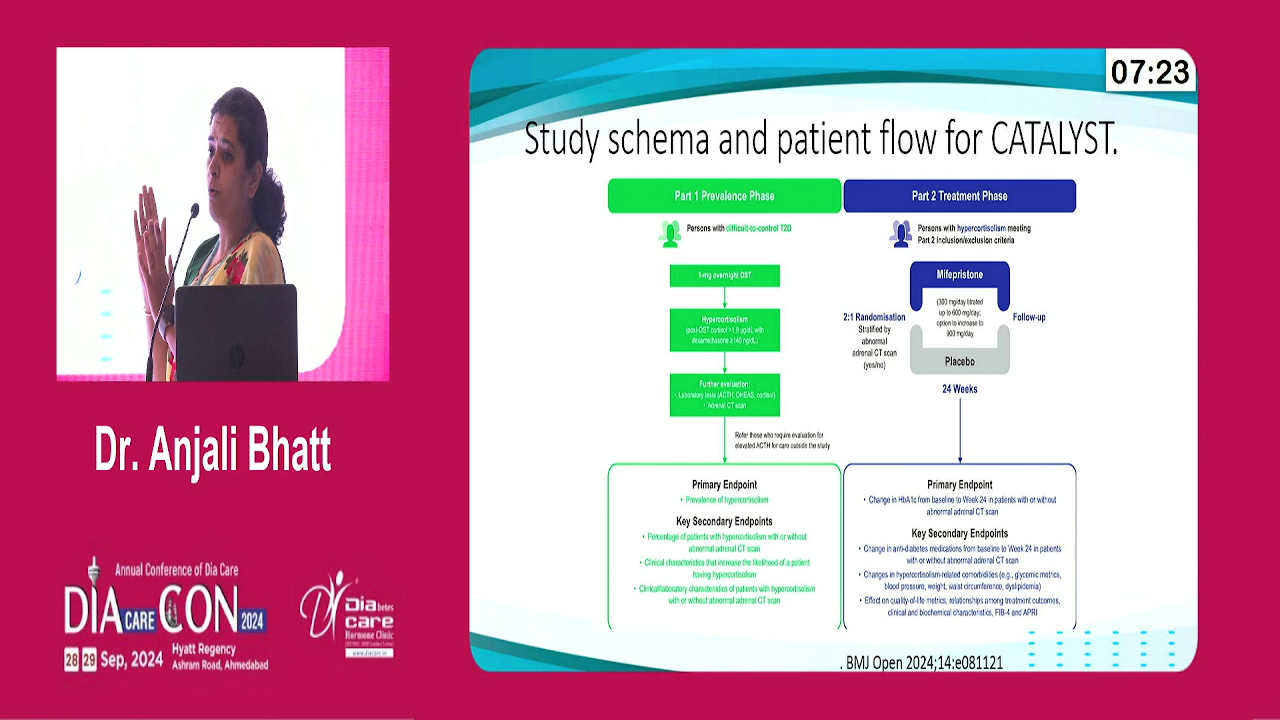 07:23
Study schema and patient flow for CATALYST.
Part 1 Prevalence Phase
Persons with difficult-to-control T2D
1-mg overnight DST
Hypercortisolism
(post-DST cortisol >1.8 µg/dL with
dexamethasone ≥140 ng/dL)
Further evaluation:
· Laboratory tests (ACTH, DHEAS, cortisol)
· Adrenal CT scan
Refer those who require evaluation for
elevated ACTH for care outside the study
Primary Endpoint
• Prevalence of hypercortisolism
Key Secondary Endpoints
• Percentage of patients with hypercortisolism with or without
abnormal adrenal CT scan
• Clinical characteristics that increase the likelihood of a patient
having hypercortisolism
• Clinical/laboratory characteristics of patients with hypercortisolism
with or without abnormal adrenal CT scan
Part 2 Treatment Phase
Persons with hypercortisolism meeting
Part 2 inclusion/exclusion criteria
Mifepristone
(300 mg/day titrated
up to 600 mg/day;
option to increase to
900 mg/day
2:1 Randomisation
Stratified by
abnormal
adrenal CT scan
(yes/no)
Follow-up
Placebo
24 Weeks
Primary Endpoint
• Change in HbA1c from baseline to Week 24 in patients with or without
abnormal adrenal CT scan
Key Secondary Endpoints
• Change in anti-diabetes medications from baseline to Week 24 in patients
with or without abnormal adrenal CT scan
• Changes in hypercortisolism-related comorbidities (e.g., glycemic metrics,
blood pressure, weight, waist circumference, dyslipidemia)
• Effect on quality-of-life metrics, relationships among treatment outcomes,
clinical and biochemical characteristics, FIB-4 and APRI
. BMJ Open 2024;14:e081121
Dr. Anjali Bhatt
Annual Conference of Dia Care
DIA CARE CON 2024
28 29 Sep, 2024
Hyatt Regency
Ashram Road, Ahmedabad
Diabetes
care
Hormone Clinic
www.diacare.in